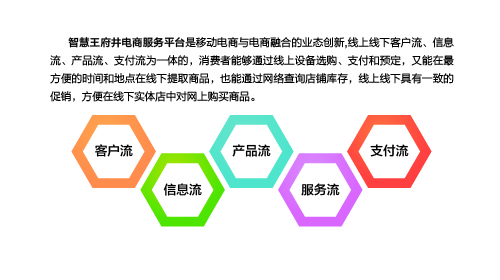 智慧王府井电商服务平台是移动电商与电商融合的业态创新,线上线下客户流、信息
流、产品流、支付流为一体的，消费者能够通过线上设备选购、支付和预定，又能在最
方便的时间和地点在线下提取商品，也能通过网络查询店铺库存，线上线下具有一致的
促销，方便在线下实体店中对网上购买商品。
客户流
产品流
支付流
信息流
服务流